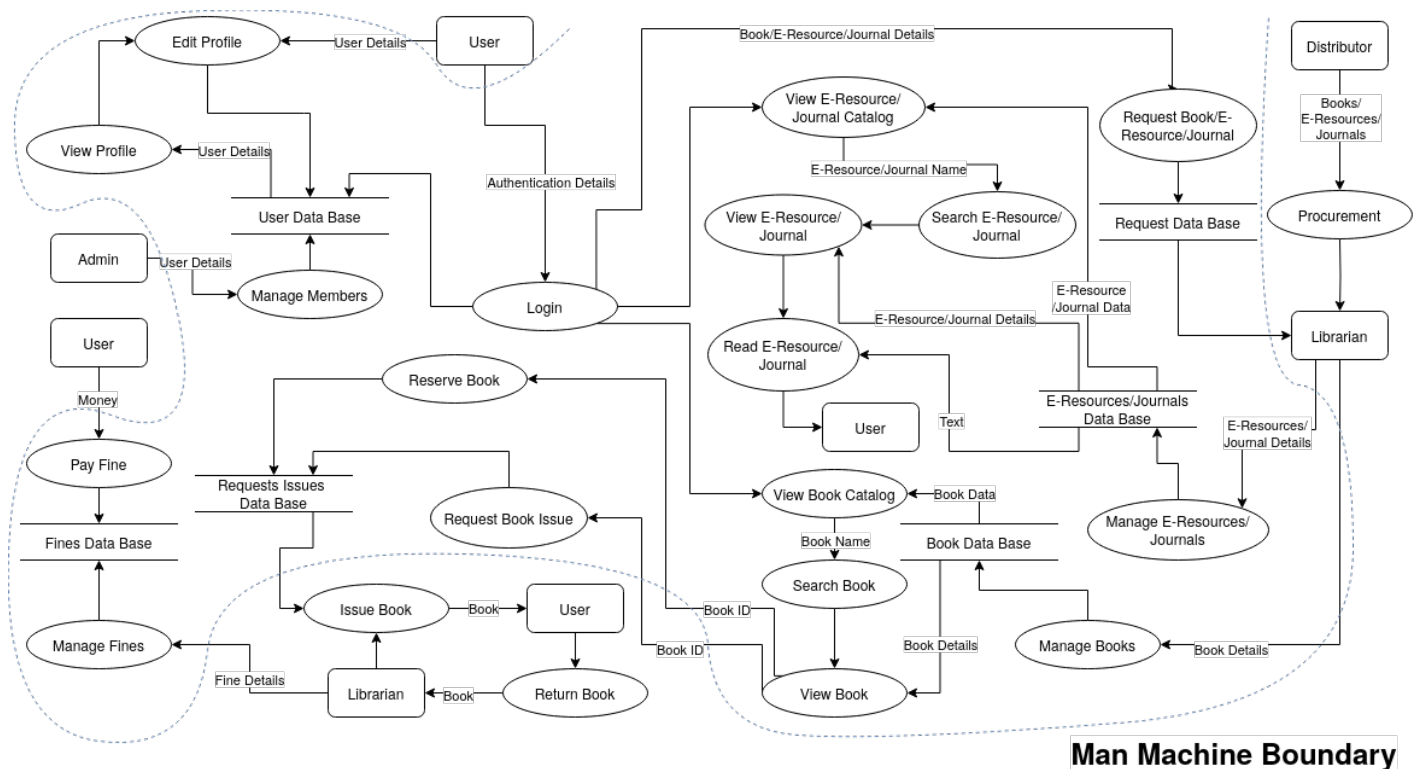 Edit Profile
User Details
User
Book/E-Resource/Journal Details
Distributor
View E-Resource/
Journal Catalog
Request Book/E-
Resource/Journal
Books/
E-Resources/
Journals
View Profile
User Details
Authentication Details
E-Resource/Journal Name
User Data Base
View E-Resource/
Journal
Search E-Resource/
Journal
Request Data Base
Procurement
Admin
User Details
Manage Members
Login
E-Resource
/Journal Data
E-Resource/Journal Details
User
Read E-Resource/
Journal
Librarian
Money
Reserve Book
User
Text
E-Resources/Journals
Data Base
E-Resources/
Journal Details
Pay Fine
Requests Issues
Data Base
Request Book Issue
View Book Catalog
Book Data
Manage E-Resources/
Journals
Fines Data Base
Book Name
Book Data Base
Search Book
Issue Book
Book
User
Book ID
Manage Fines
Book ID
Book Details
Manage Books
Book Details
Fine Details
Librarian
Book
Return Book
View Book
Man Machine Boundary